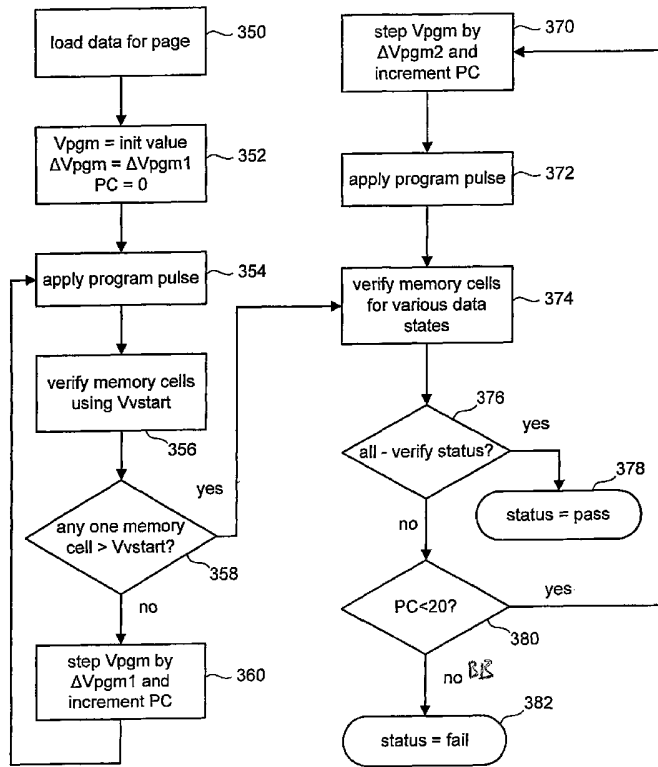 load data for page
350
Vpgm = init value
ΔVpgm = ΔVpgm1
PC = 0
352
apply program pulse
354
verify memory cells
using Vvstart
356
any one memory
cell > Vvstart?
358
yes
no
step Vpgm by
ΔVpgm1 and
increment PC
360
step Vpgm by
ΔVpgm2 and
increment PC
370
apply program pulse
372
verify memory cells
for various data
states
374
376
all - verify status?
yes
378
status = pass
no
PC<20?
yes
380
no BB
382
status = fail